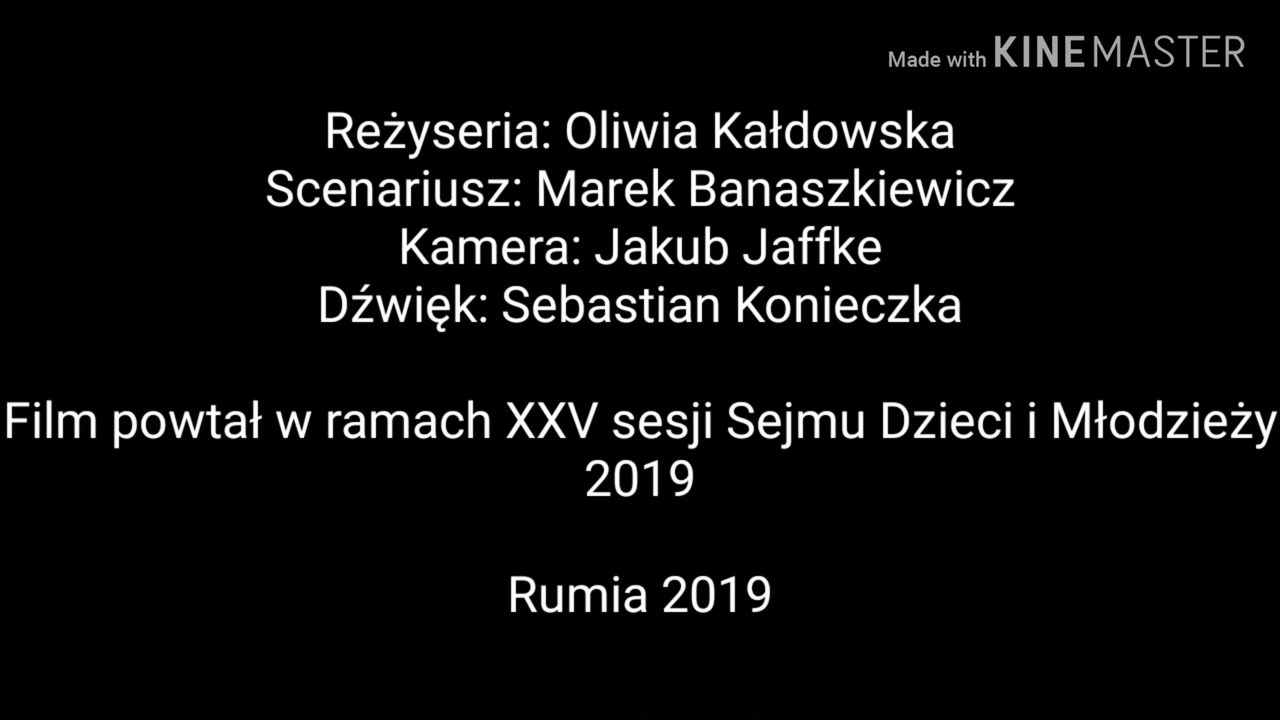 Made with KINEMASTER
Reżyseria: Oliwia Kałdowska
Scenariusz: Marek Banaszkiewicz
Kamera: Jakub Jaffke
Dźwięk: Sebastian Konieczka
Film powtał w ramach XXV sesji Sejmu Dzieci i Młodzieży
2019
Rumia 2019